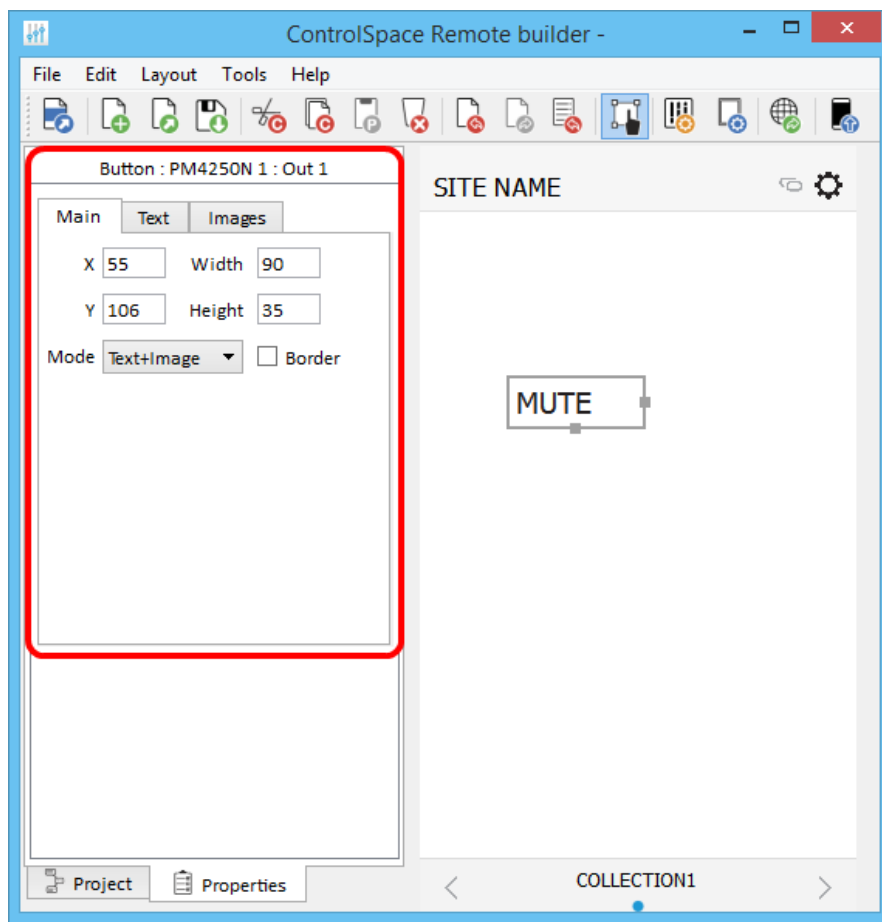 ControlSpace Remote builder -
File Edit Layout Tools Help
Button : PM4250N 1 : Out 1
Main Text Images
X 55 Width 90
Y 106 Height 35
Mode Text+Image Border
SITE NAME
MUTE
Project Properties
COLLECTION1